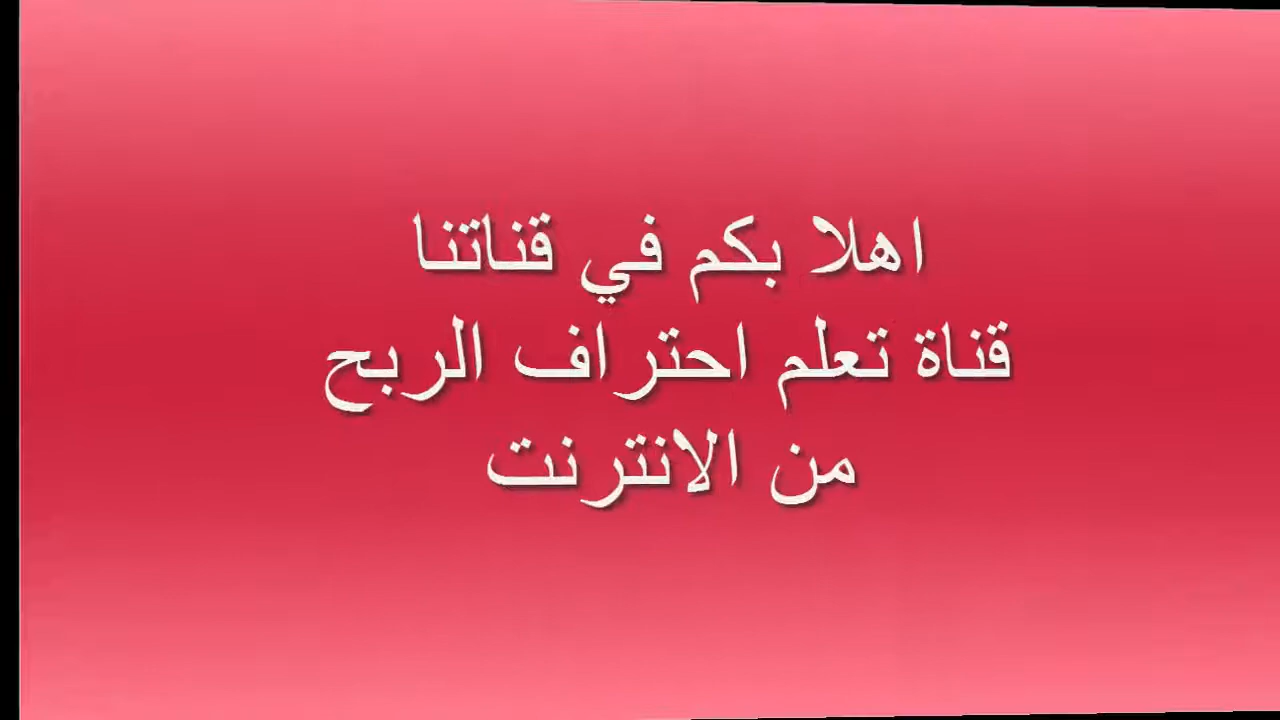 اهلا بكم في قناتنا
قناة تعلم احتراف الربح
من الانترنت